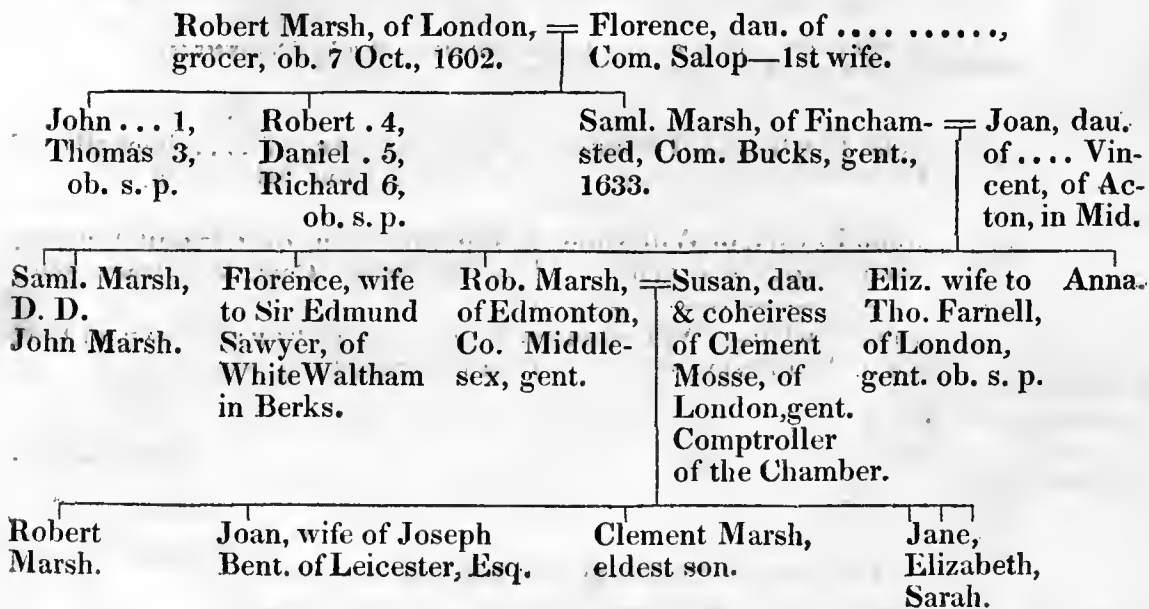 Robert Marsh, of London, = Florence, dau. of .... ......,
grocer, ob. 7 Oct., 1602. Com. Salop—1st wife.
John ... 1,
Thomas 3,
ob. s. p.
Robert . 4,
Daniel . 5,
Richard 6,
ob. s. p.
Saml. Marsh, of Fincham-
sted, Com. Bucks, gent.,
1633.
= Joan, dau.
of .... Vin-
cent, of Ac-
ton, in Mid.
Saml. Marsh,
D. D.
John Marsh.
Florence, wife
to Sir Edmund
Sawyer, of
White Waltham
in Berks.
Rob. Marsh,
of Edmonton,
Co. Middle-
sex, gent.
=Susan, dau.
& coheiress
of Clement
Mosse, of
London, gent.
Comptroller
of the Chamber.
Eliz. wife to
Tho. Farnell,
of London,
gent. ob. s. p.
Anna.
Robert
Marsh.
Joan, wife of Joseph
Bent. of Leicester, Esq.
Clement Marsh,
eldest son.
Jane,
Elizabeth,
Sarah.